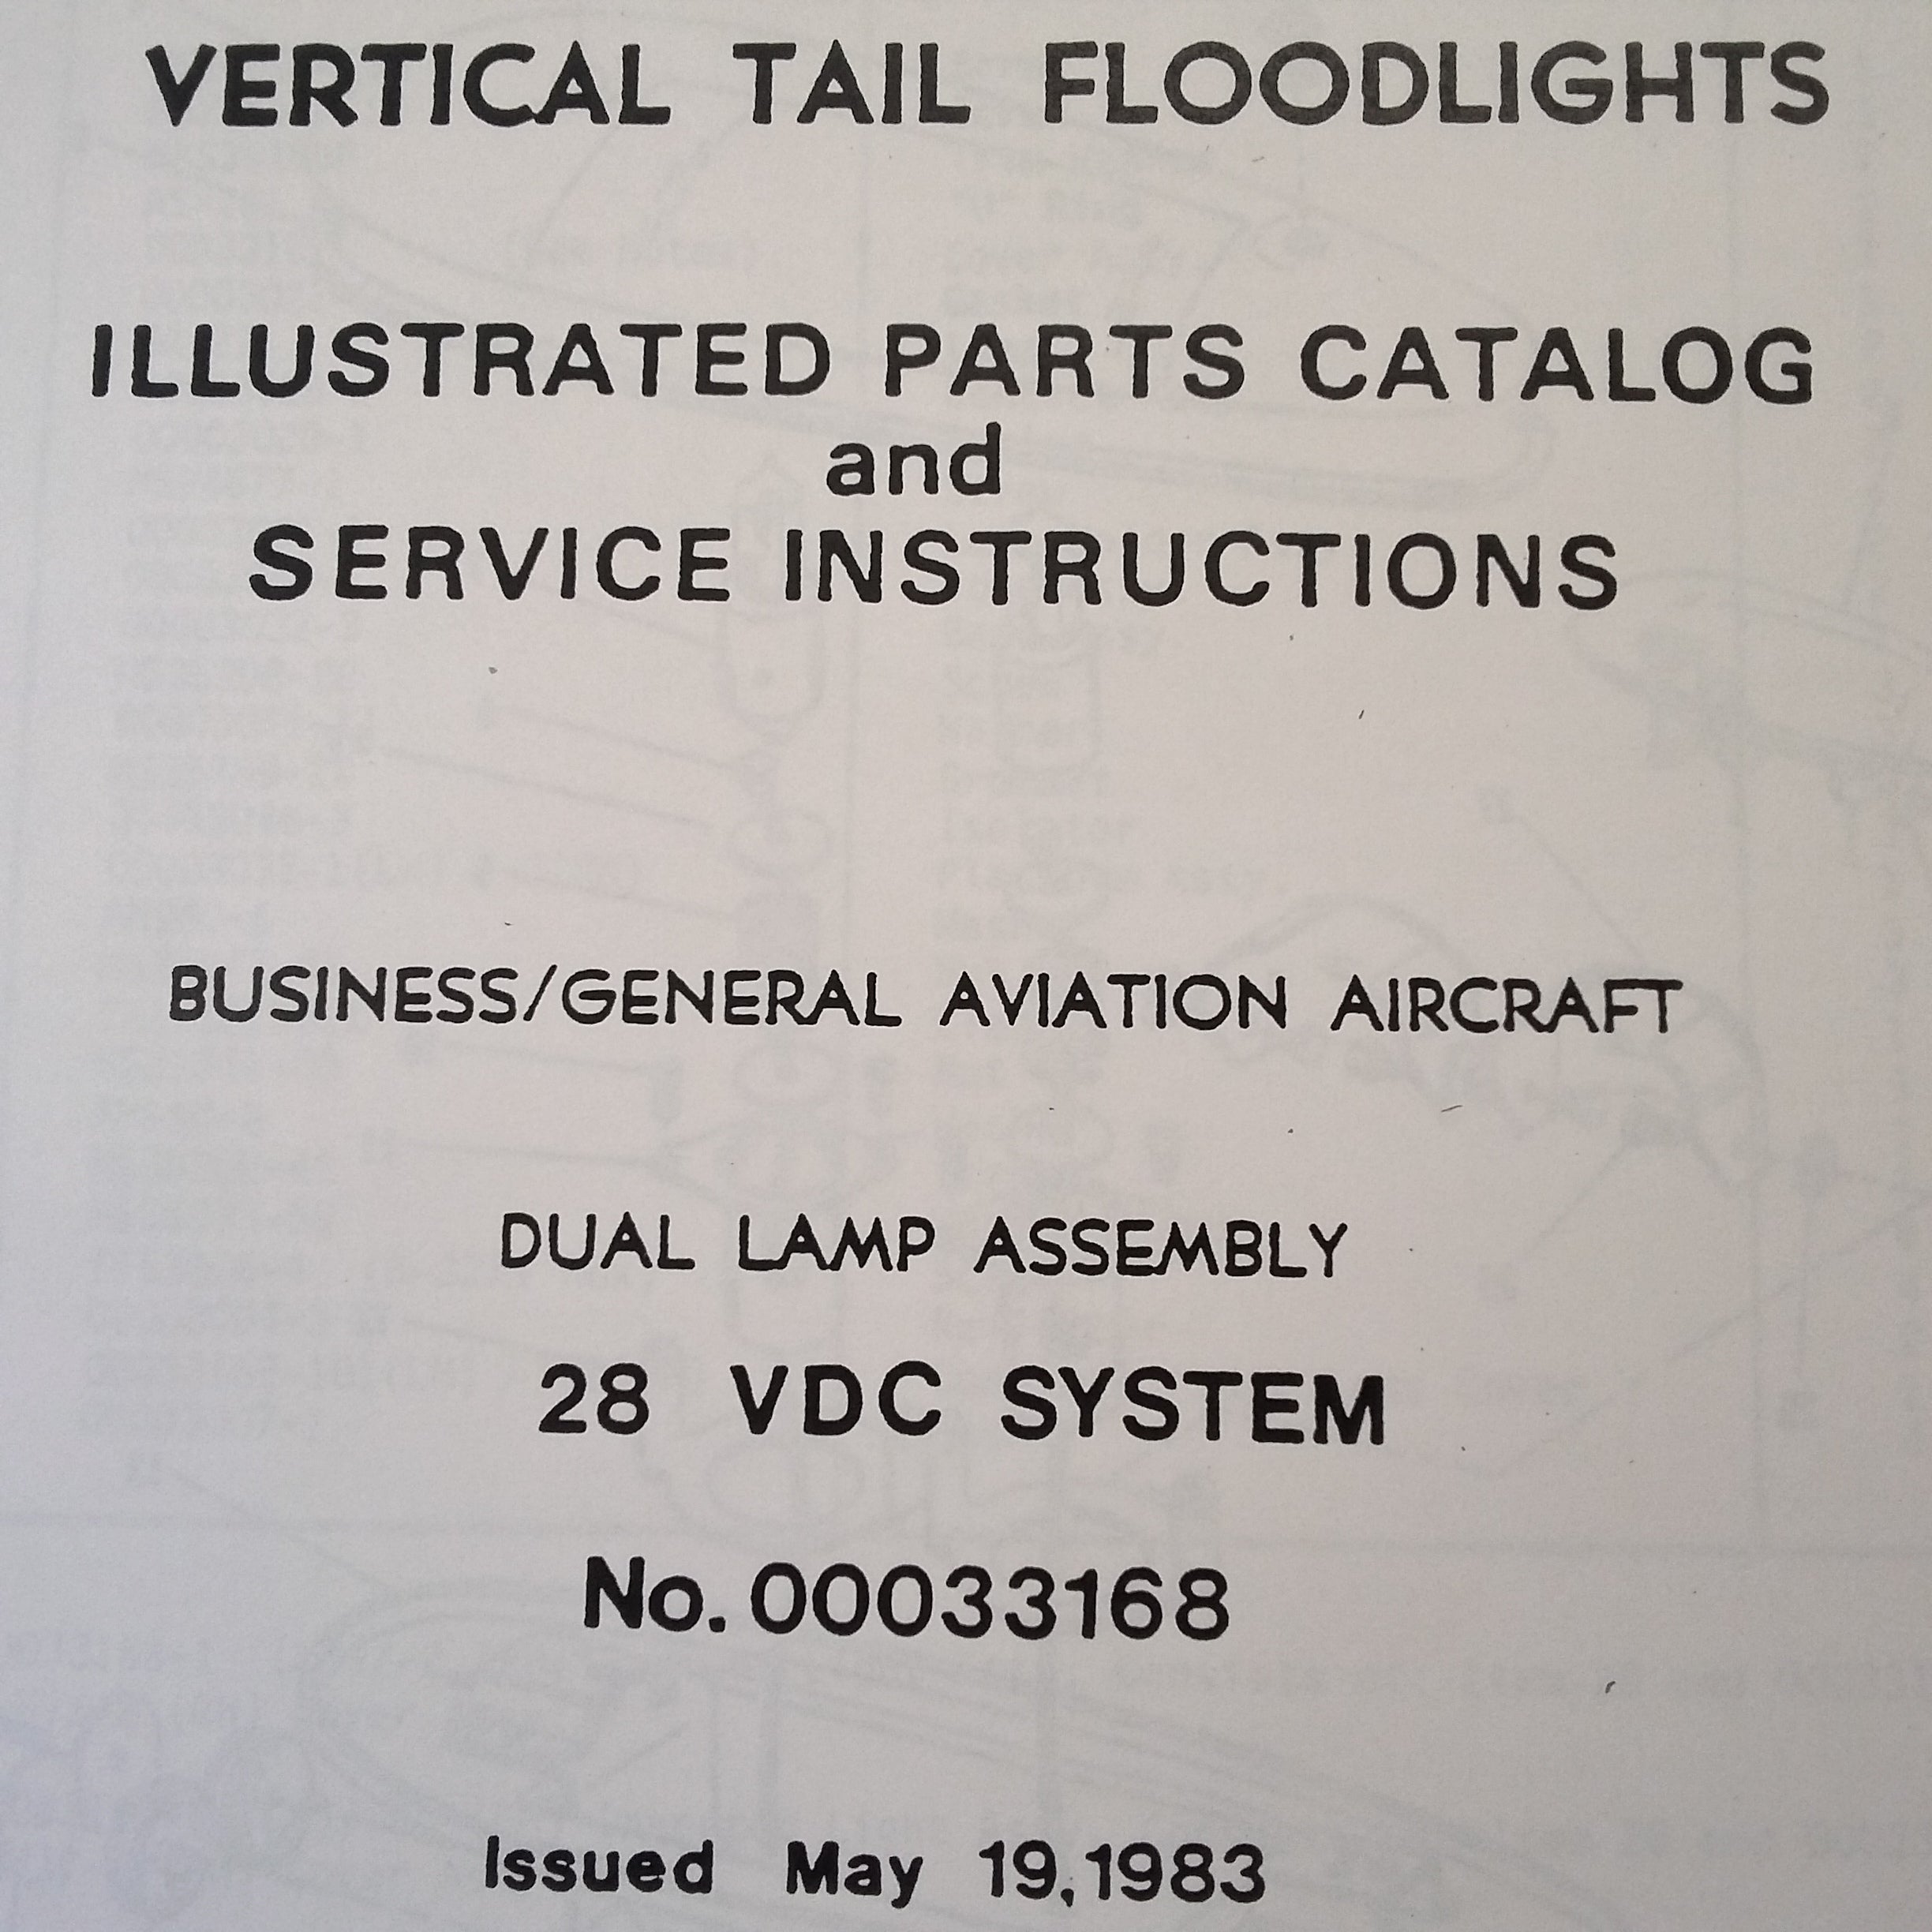 VERTICAL TAIL FLOODLIGHTS
ILLUSTRATED PARTS CATALOG
and
SERVICE INSTRUCTIONS
BUSINESS/GENERAL AVIATION AIRCRAFT
DUAL LAMP ASSEMBLY
28 VDC SYSTEM
No. 00033168
Issued May 19, 1983